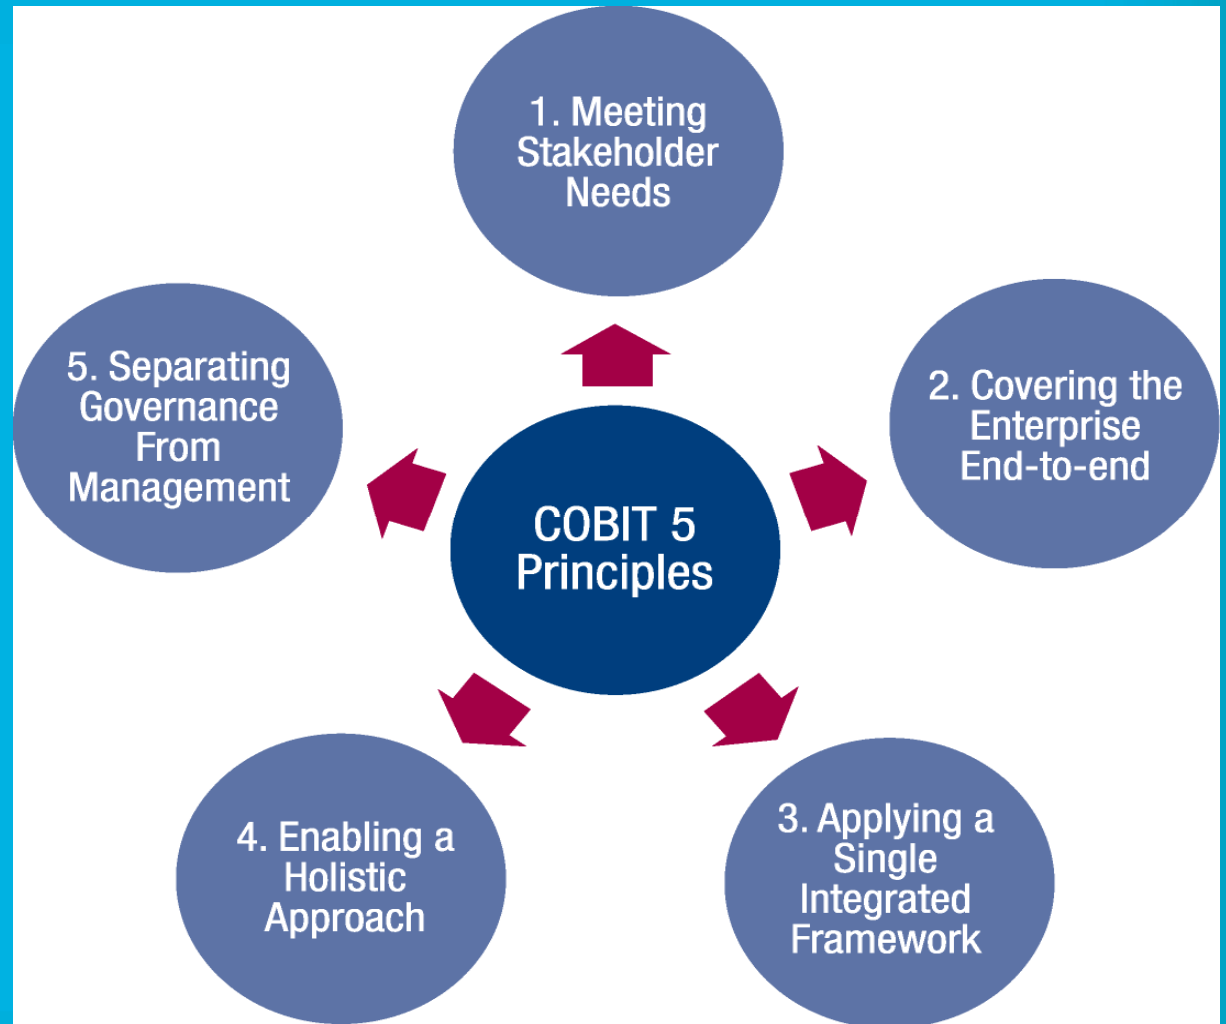 1. Meeting
Stakeholder
Needs
2. Covering the
Enterprise
End-to-end
3. Applying a
Single
Integrated
Framework
4. Enabling a
Holistic
Approach
5. Separating
Governance
From
Management
COBIT 5
Principles